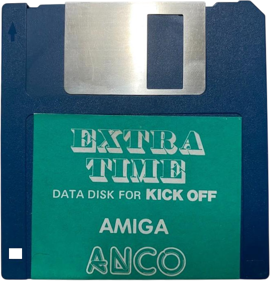 EXTRA
TIME
DATA DISK FOR KICK OFF
AMIGA
ANCO